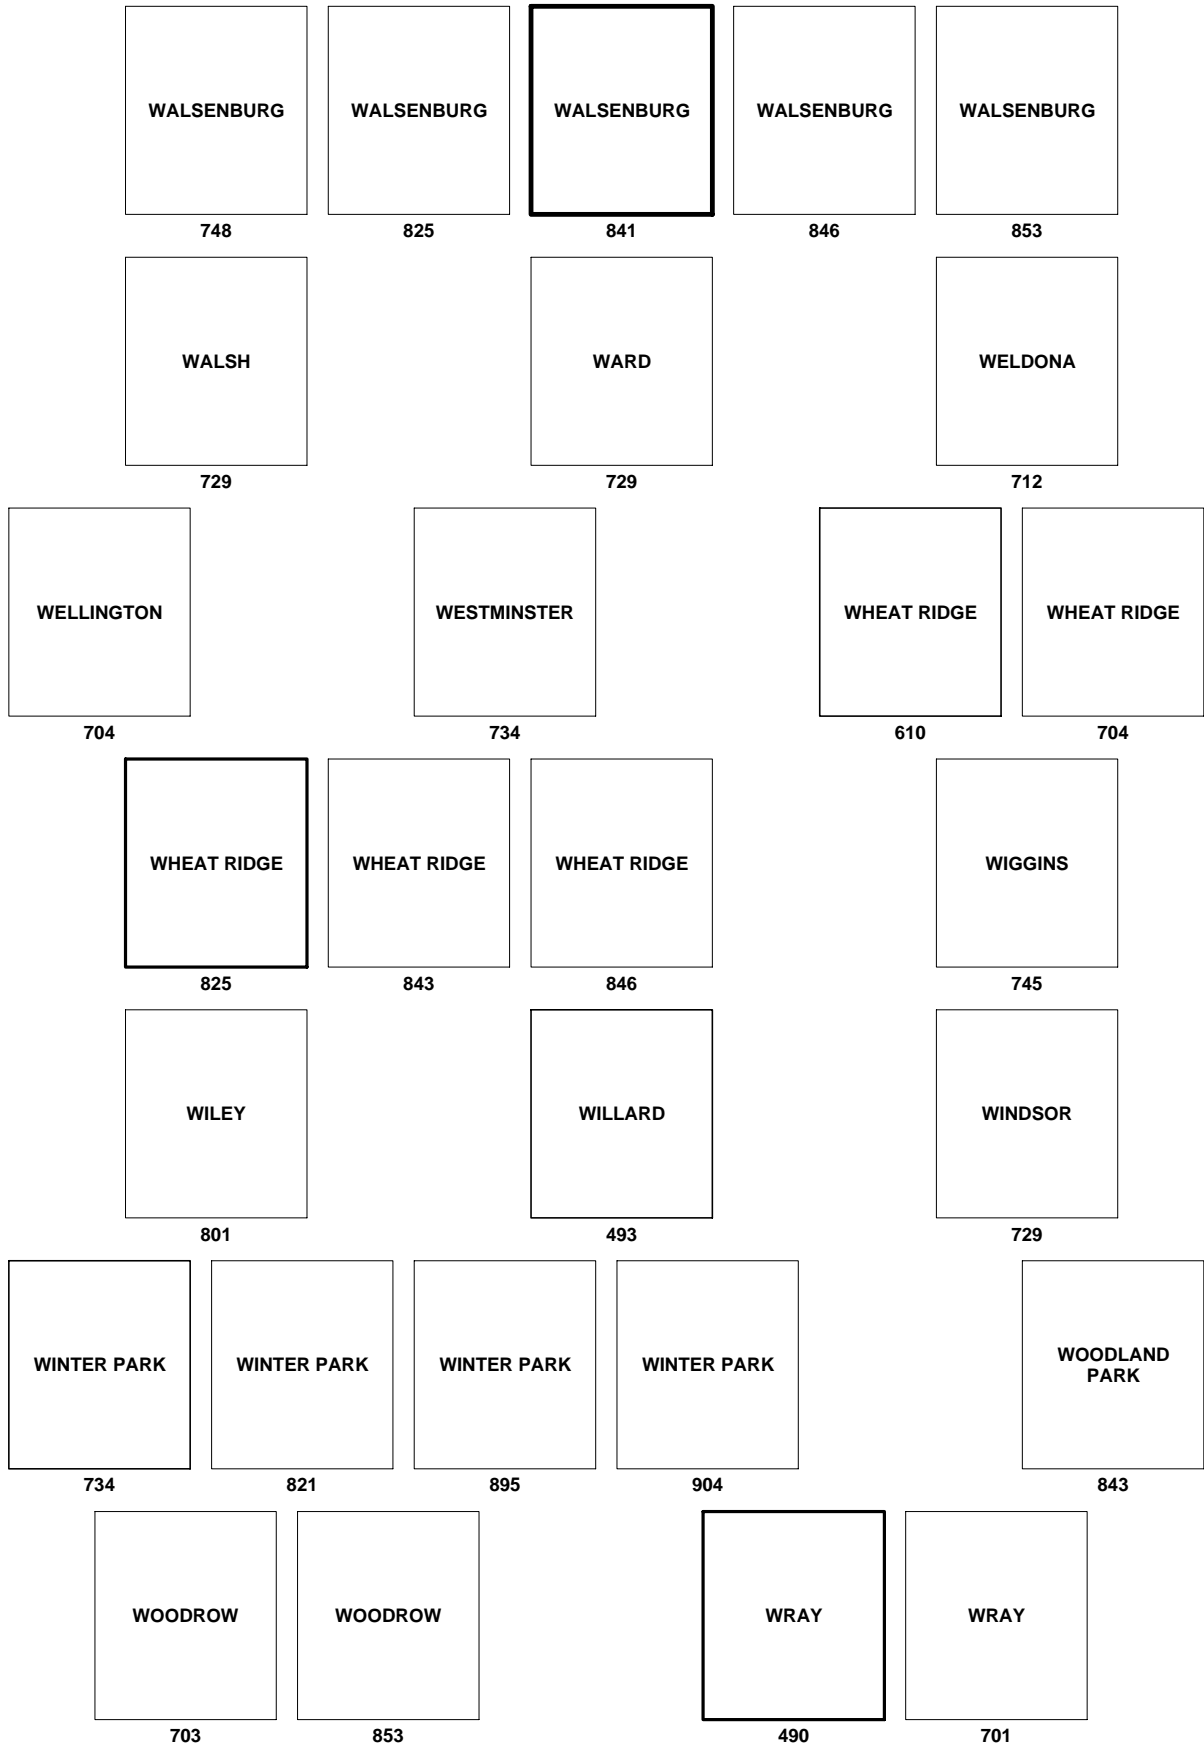 WALSENBURG WALSENBURG WALSENBURG WALSENBURG WALSENBURG
748 825 841 846 853
WALSH WARD WELDONA
729 729 712
WELLINGTON WESTMINSTER WHEAT RIDGE WHEAT RIDGE
704 734 610 704
WHEAT RIDGE WHEAT RIDGE WHEAT RIDGE WIGGINS
825 843 846 745
WILEY WILLARD WINDSOR
801 493 729
WINTER PARK WINTER PARK WINTER PARK WINTER PARK WOODLAND
PARK
734 821 895 904 843
WOODROW WOODROW WRAY WRAY
703 853 490 701